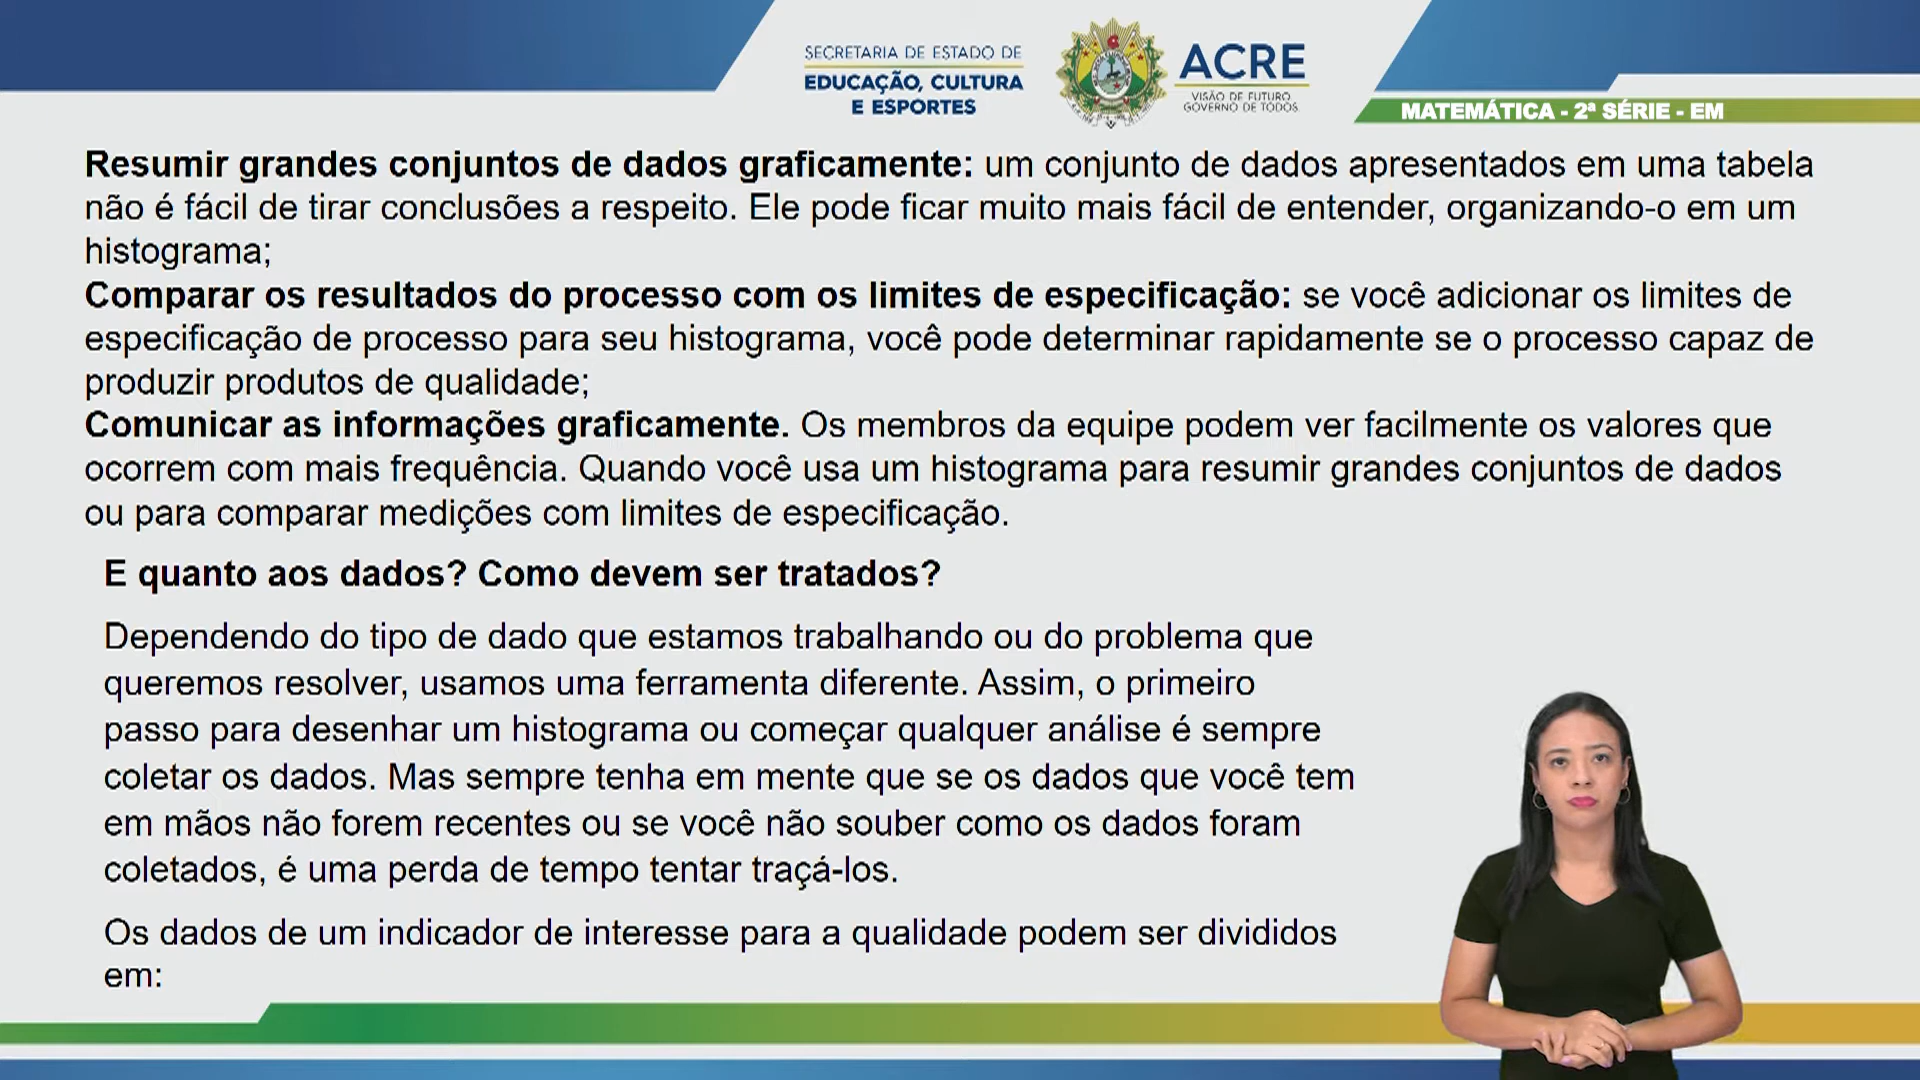 SECRETARIA DE ESTADO DE
EDUCAÇÃO, CULTURA
E ESPORTES
ACRE
VISÃO DE FUTURO
GOVERNO DE TODOS
MATEMÁTICA - 2ª SÉRIE - EM
Resumir grandes conjuntos de dados graficamente: um conjunto de dados apresentados em uma tabela
não é fácil de tirar conclusões a respeito. Ele pode ficar muito mais fácil de entender, organizando-o em um
histograma;
Comparar os resultados do processo com os limites de especificação: se você adicionar os limites de
especificação de processo para seu histograma, você pode determinar rapidamente se o processo capaz de
produzir produtos de qualidade;
Comunicar as informações graficamente. Os membros da equipe podem ver facilmente os valores que
ocorrem com mais frequência. Quando você usa um histograma para resumir grandes conjuntos de dados
ou para comparar medições com limites de especificação.
E quanto aos dados? Como devem ser tratados?
Dependendo do tipo de dado que estamos trabalhando ou do problema que
queremos resolver, usamos uma ferramenta diferente. Assim, o primeiro
passo para desenhar um histograma ou começar qualquer análise é sempre
coletar os dados. Mas sempre tenha em mente que se os dados que você tem
em mãos não forem recentes ou se você não souber como os dados foram
coletados, é uma perda de tempo tentar traçá-los.
Os dados de um indicador de interesse para a qualidade podem ser divididos
em: